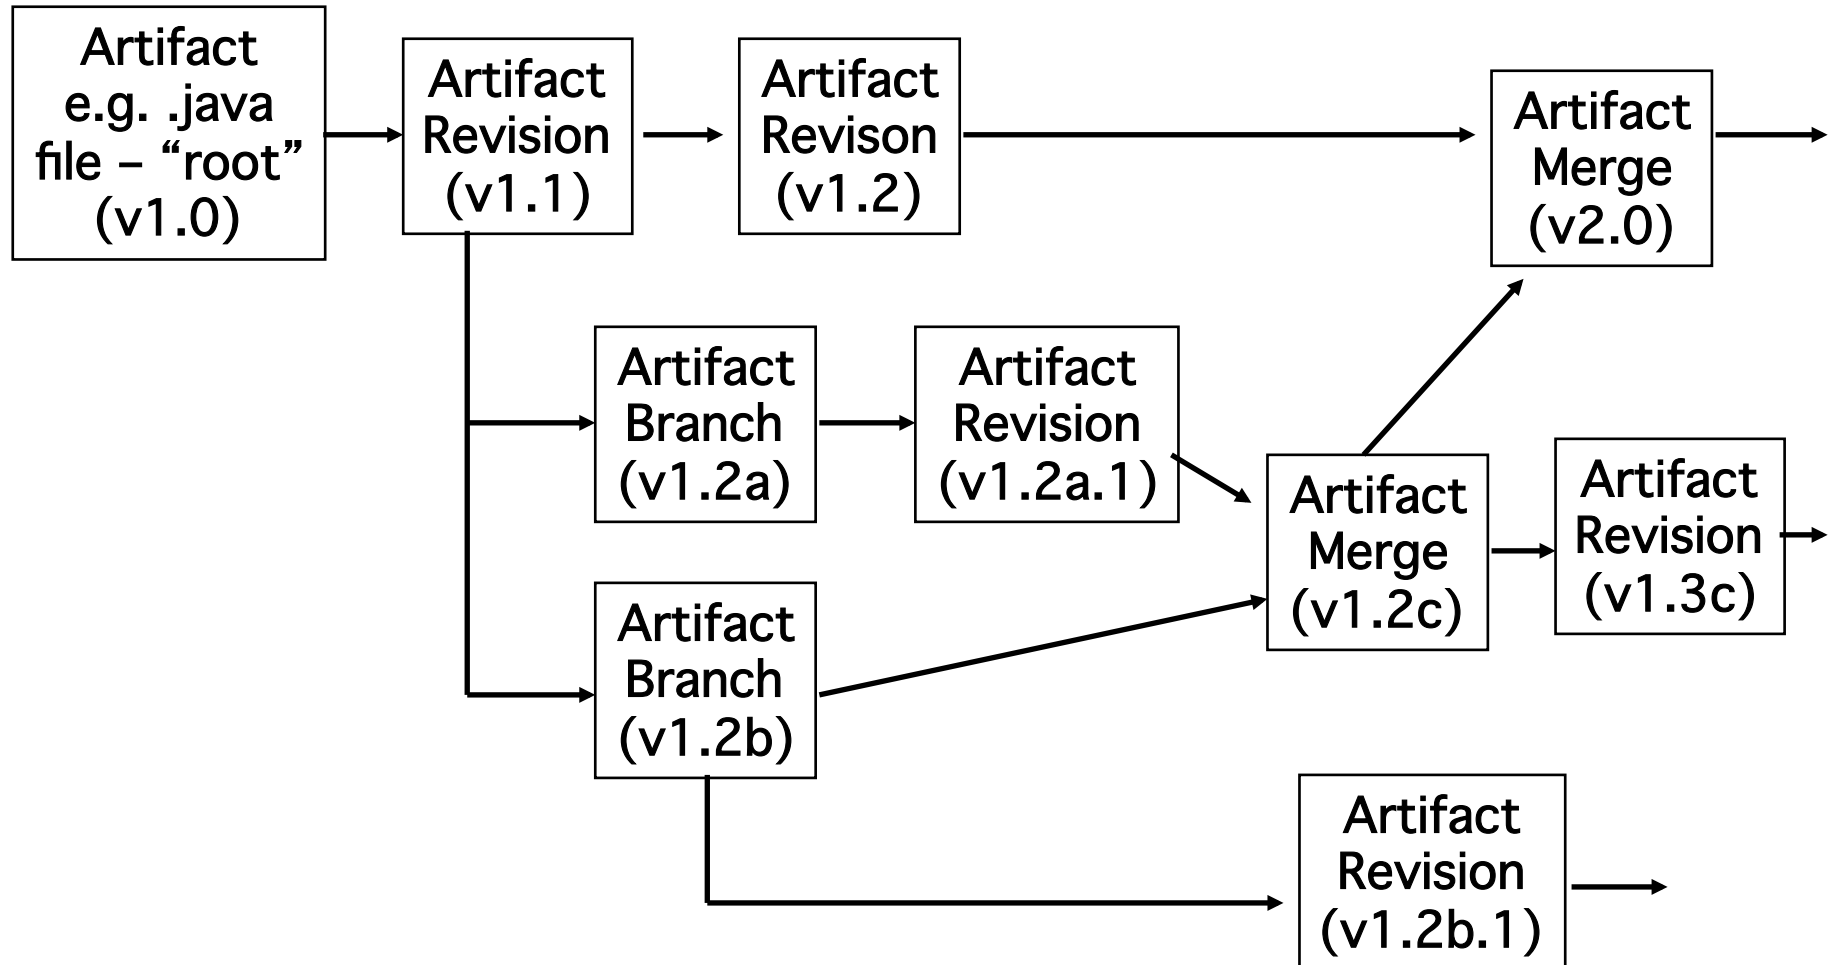 Artifact
e.g. .java
file – “root”
(v1.0)
Artifact
Revision
(v1.1)
Artifact
Revison
(v1.2)
Artifact
Merge
(v2.0)
Artifact
Branch
(v1.2a)
Artifact
Revision
(v1.2a.1)
Artifact
Merge
(v1.2c)
Artifact
Revision
(v1.3c)
Artifact
Branch
(v1.2b)
Artifact
Revision
(v1.2b.1)